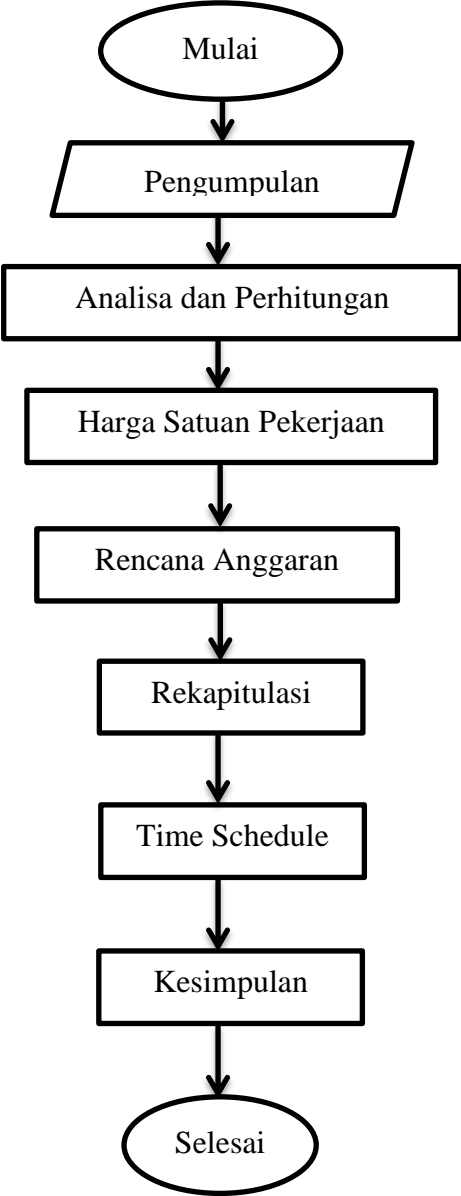 Mulai
Pengumpulan
Analisa dan Perhitungan
Harga Satuan Pekerjaan
Rencana Anggaran
Rekapitulasi
Time Schedule
Kesimpulan
Selesai